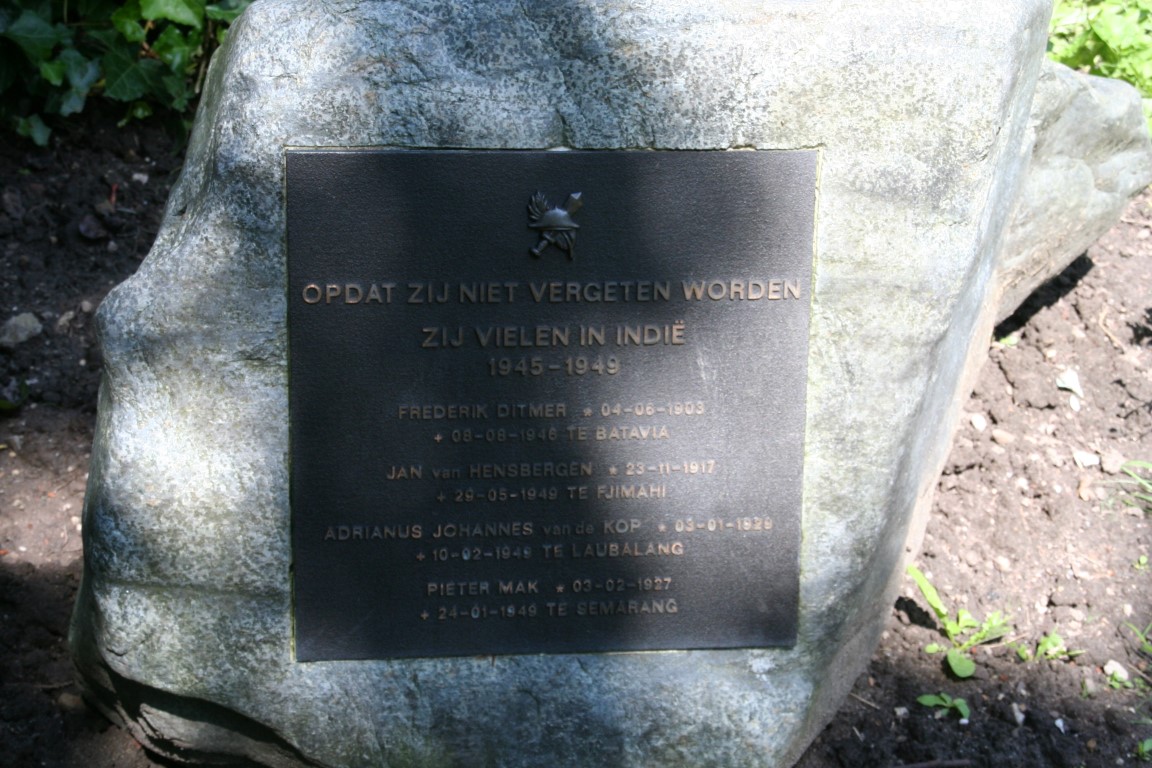 OPDAT ZIJ NIET VERGETEN WORDEN
ZIJ VIELEN IN INDIË
1945-1949
FREDERIK DITMER * 04-06-1903
+ 08-08-1946 TE BATAVIA
JAN van HENSBERGEN * 23-11-1917
+ 29-05-1949 TE FJIMAHI
ADRIANUS JOHANNES van de KOP * 03-01-1929
+ 10-02-1949 TE LAUBALANG
PIETER MAK * 03-02-1927
+ 24-01-1949 TE SEMARANG